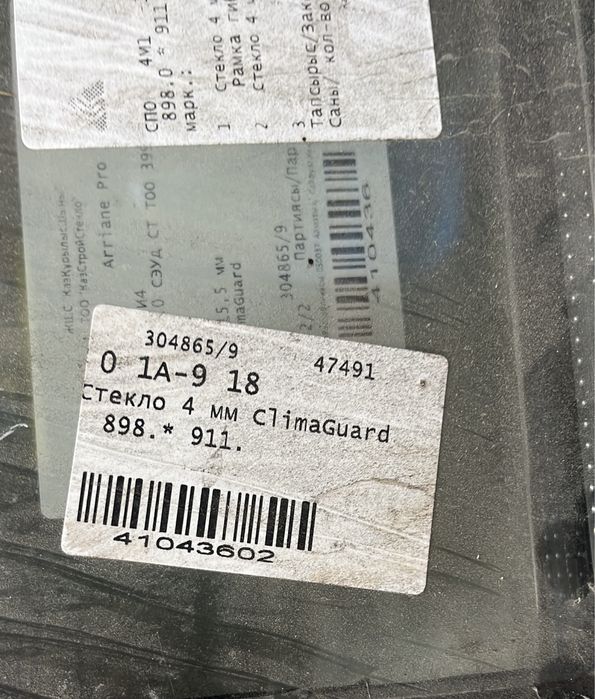 СПО 4М1
898.0 * 911
марк.:
1 Стекло 4
Рамка
2 Стекло 4
3
Тапсырыс/Зак
Саны/ кол-во
ТОО "КазСтройСтекло"
Arriane Pro
СЭУД СТ ТОО
15,5 мм
maGuard
304865/9
2/2 Партиясы/Пар
410436
304865/9 47491
0 1A-9 18
Стекло 4 мм ClimaGuard
898.* 911.
41043602